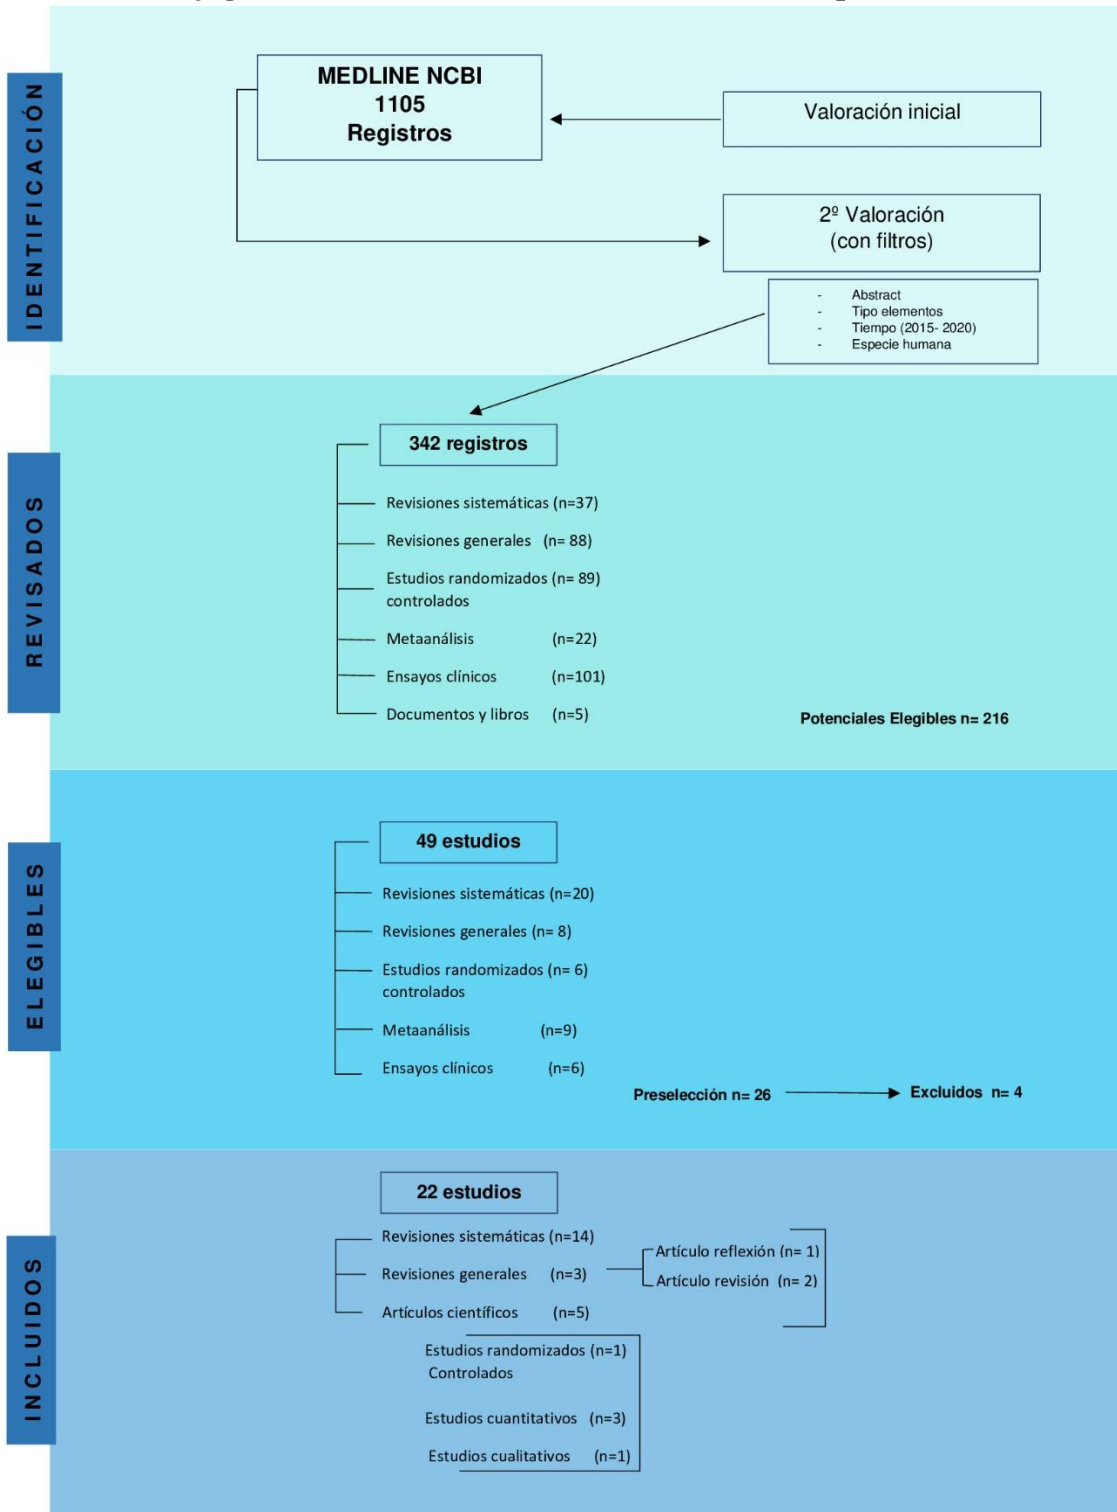 IDENTIFICACIÓN
MEDLINE NCBI
1105
Registros
Valoración inicial
2º Valoración
(con filtros)
- Abstract
- Tipo elementos
- Tiempo (2015- 2020)
- Especie humana
REVISADOS
342 registros
Revisiones sistemáticas (n=37)
Revisiones generales (n= 88)
Estudios randomizados (n= 89)
controlados
Metaanálisis (n=22)
Ensayos clínicos (n=101)
Documentos y libros (n=5)
Potenciales Elegibles n= 216
ELEGIBLES
49 estudios
Revisiones sistemáticas (n=20)
Revisiones generales (n= 8)
Estudios randomizados (n= 6)
controlados
Metaanálisis (n=9)
Ensayos clínicos (n=6)
Preselección n= 26
Excluidos n= 4
INCLUIDOS
22 estudios
Revisiones sistemáticas (n=14)
Revisiones generales (n=3)
Artículo reflexión (n= 1)
Artículo revisión (n= 2)
Artículos científicos (n=5)
Estudios randomizados (n=1)
Controlados
Estudios cuantitativos (n=3)
Estudios cualitativos (n=1)